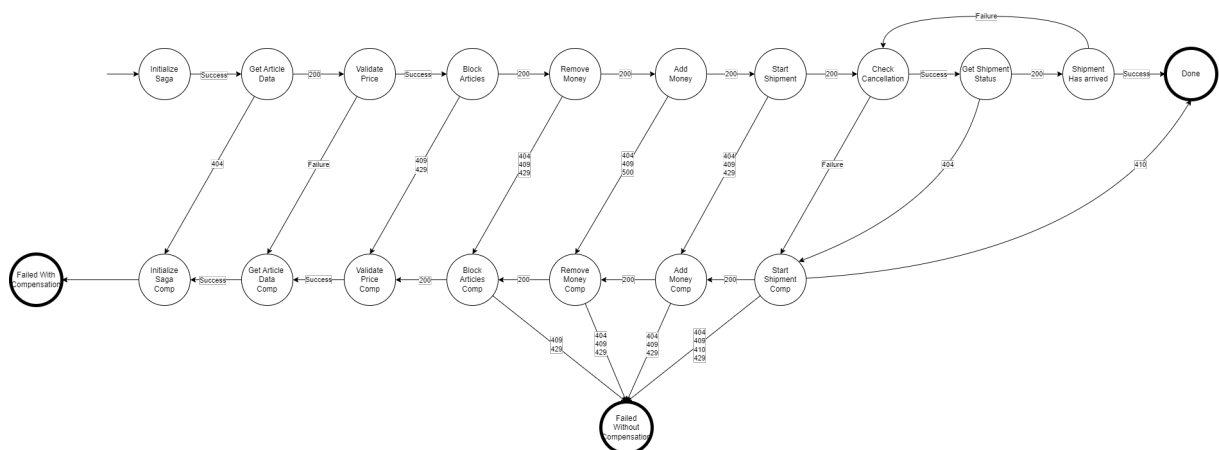 Failure
Initialize
Saga
Success
Get Article
Data
200
Validate
Price
Success
Block
Articles
200
Remove
Money
200
Add
Money
200
Start
Shipment
200
Check
Cancellation
Success
Get Shipment
Status
200
Shipment
Has arrived
Success
Done
404
Failure
409
429
404
409
429
404
409
500
404
409
429
Failure
404
410
Failed With
Compensation
Success
Initialize
Saga
Comp
Success
Get Article
Data
Comp
Success
Validate
Price
Comp
200
Block
Articles
Comp
200
Remove
Money
Comp
200
Add
Money
Comp
200
Start
Shipment
Comp
409
429
404
409
429
404
409
429
404
409
410
429
Failed
Without
Compensation